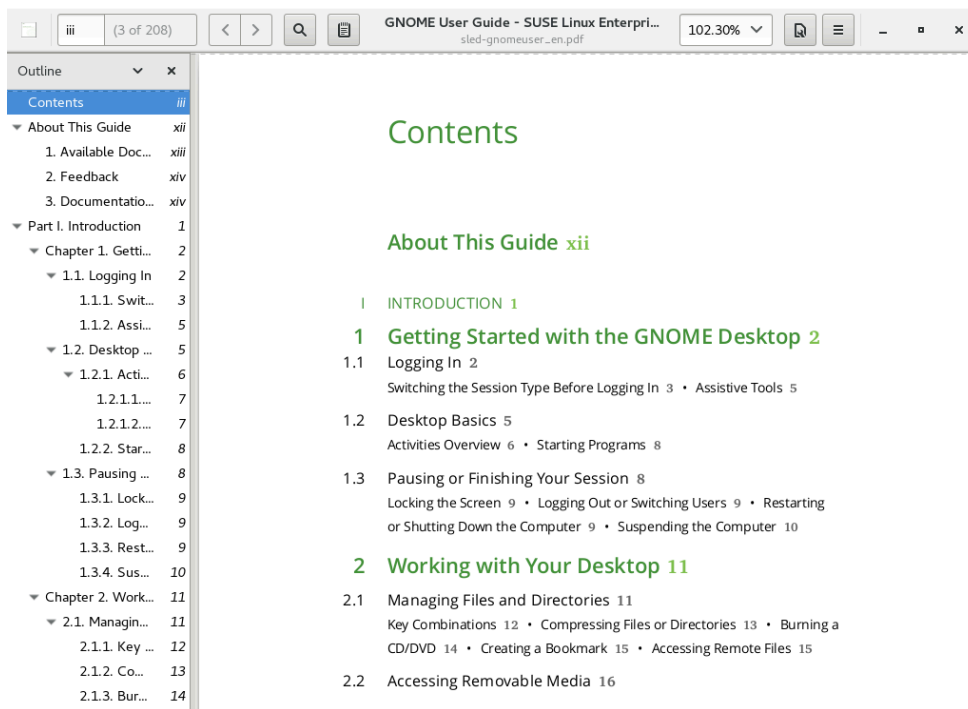 iii (3 of 208) GNOME User Guide - SUSE Linux Enterpri... 102.30%
sled-gnomeuser_en.pdf
Outline
Contents iii
About This Guide xii
1. Available Doc... xiii
2. Feedback xiv
3. Documentatio... xiv
Part I. Introduction 1
Chapter 1. Getti... 2
1.1. Logging In 2
1.1.1. Swit... 3
1.1.2. Assi... 5
1.2. Desktop ... 5
1.2.1. Acti... 6
1.2.1.1.... 7
1.2.1.2.... 7
1.2.2. Star... 8
1.3. Pausing ... 8
1.3.1. Lock... 9
1.3.2. Log... 9
1.3.3. Rest... 9
1.3.4. Sus... 10
Chapter 2. Work... 11
2.1. Managin... 11
2.1.1. Key ... 12
2.1.2. Co... 13
2.1.3. Bur... 14
Contents
About This Guide xii
I INTRODUCTION 1
1 Getting Started with the GNOME Desktop 2
1.1 Logging In 2
Switching the Session Type Before Logging In 3 • Assistive Tools 5
1.2 Desktop Basics 5
Activities Overview 6 • Starting Programs 8
1.3 Pausing or Finishing Your Session 8
Locking the Screen 9 • Logging Out or Switching Users 9 • Restarting
or Shutting Down the Computer 9 • Suspending the Computer 10
2 Working with Your Desktop 11
2.1 Managing Files and Directories 11
Key Combinations 12 • Compressing Files or Directories 13 • Burning a
CD/DVD 14 • Creating a Bookmark 15 • Accessing Remote Files 15
2.2 Accessing Removable Media 16